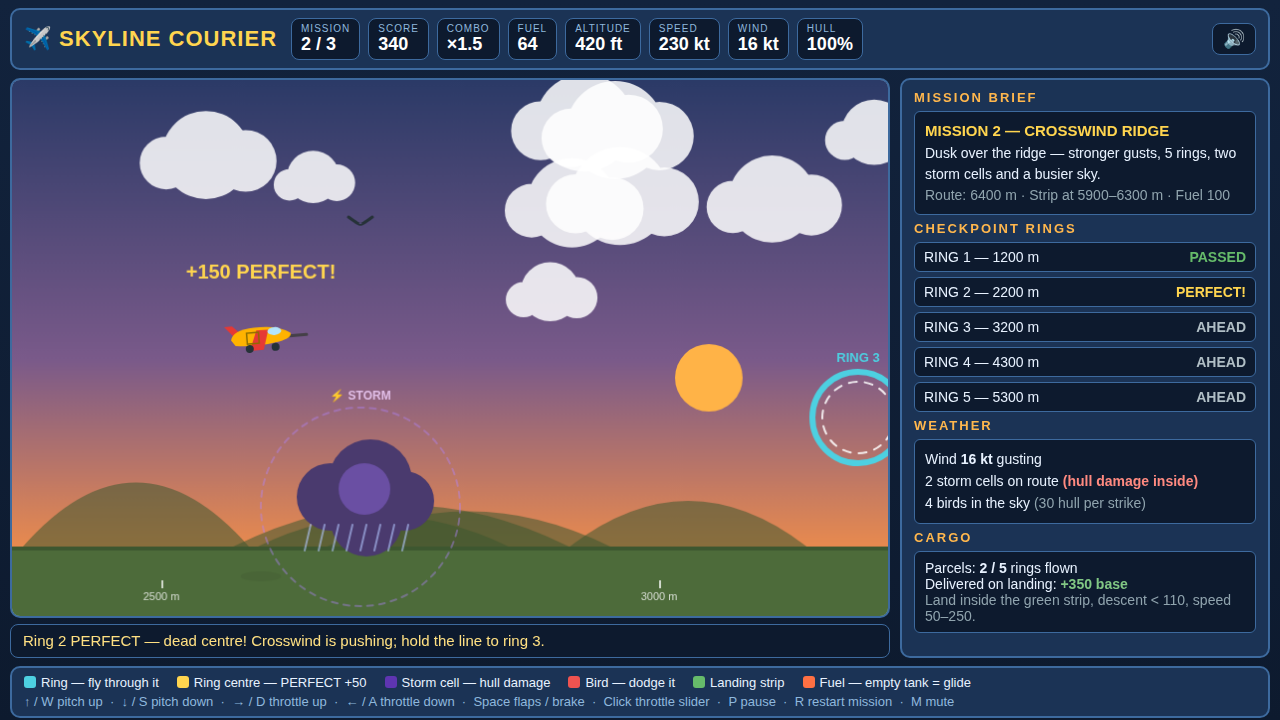 ✈️ SKYLINE COURIER
MISSION
2 / 3
SCORE
340
COMBO
×1.5
FUEL
64
ALTITUDE
420 ft
SPEED
230 kt
WIND
16 kt
HULL
100%
+150 PERFECT!
RING 3
⚡ STORM
2500 m
3000 m
Ring 2 PERFECT — dead centre! Crosswind is pushing; hold the line to ring 3.
MISSION BRIEF
MISSION 2 — CROSSWIND RIDGE
Dusk over the ridge — stronger gusts, 5 rings, two
storm cells and a busier sky.
Route: 6400 m · Strip at 5900–6300 m · Fuel 100
CHECKPOINT RINGS
RING 1 — 1200 m PASSED
RING 2 — 2200 m PERFECT!
RING 3 — 3200 m AHEAD
RING 4 — 4300 m AHEAD
RING 5 — 5300 m AHEAD
WEATHER
Wind 16 kt gusting
2 storm cells on route (hull damage inside)
4 birds in the sky (30 hull per strike)
CARGO
Parcels: 2 / 5 rings flown
Delivered on landing: +350 base
Land inside the green strip, descent < 110, speed
50–250.
Ring — fly through it Ring centre — PERFECT +50 Storm cell — hull damage Bird — dodge it Landing strip Fuel — empty tank = glide
↑ / W pitch up · ↓ / S pitch down · → / D throttle up · ← / A throttle down · Space flaps / brake · Click throttle slider · P pause · R restart mission · M mute